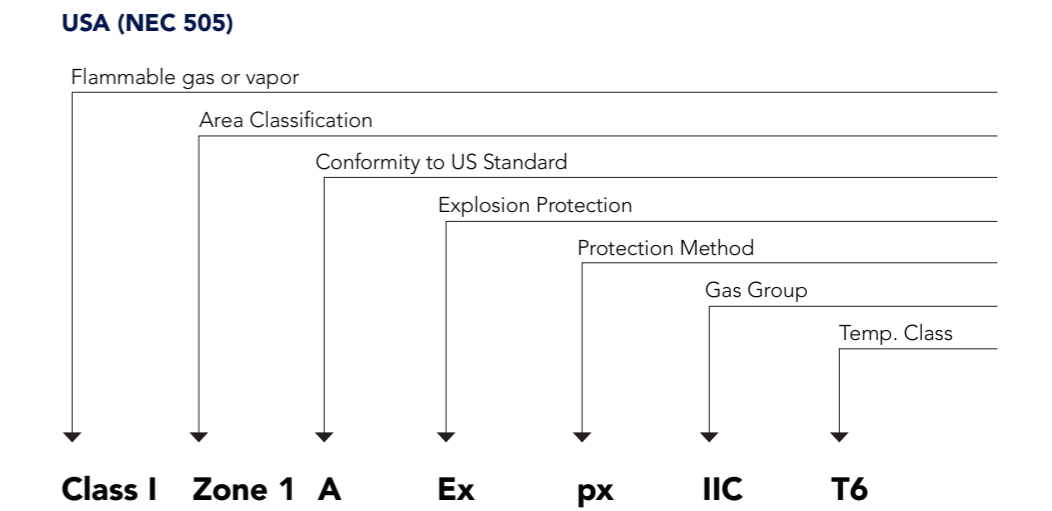 USA (NEC 505)
Flammable gas or vapor
Area Classification
Conformity to US Standard
Explosion Protection
Protection Method
Gas Group
Temp. Class
Class I Zone 1 A Ex px IIC T6